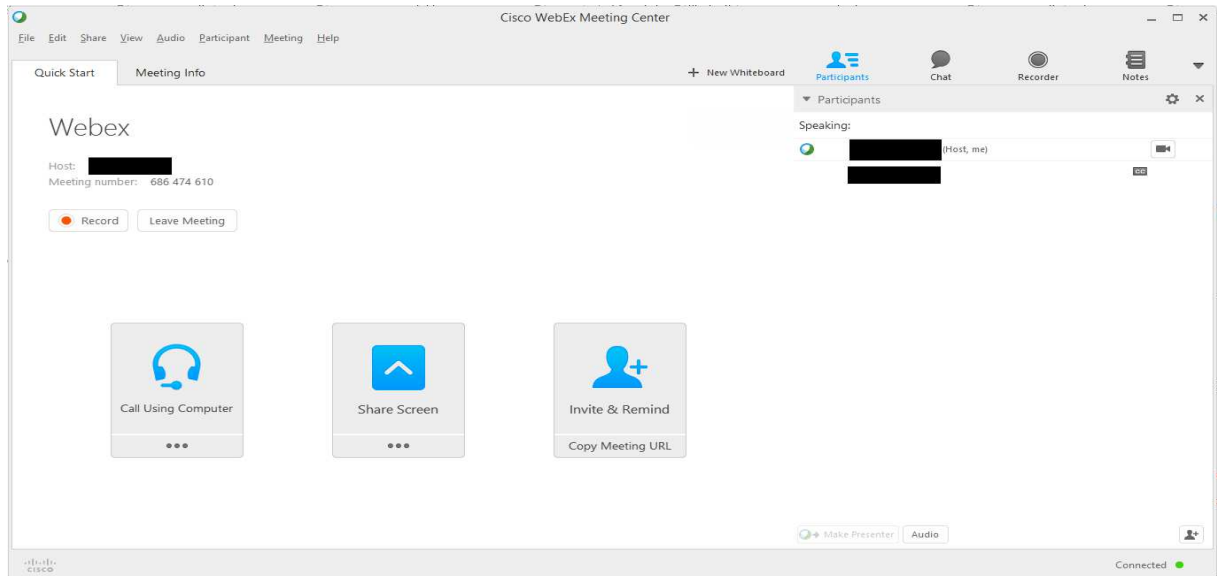 Cisco WebEx Meeting Center
File Edit Share View Audio Participant Meeting Help
Quick Start Meeting Info + New Whiteboard Participants Chat Recorder Notes
Participants
Speaking:
Webex
(Host, me)
Host:
CC
Meeting number: 686 474 610
Record Leave Meeting
Call Using Computer Share Screen Invite & Remind
Copy Meeting URL
Make Presenter Audio
cisco Connected